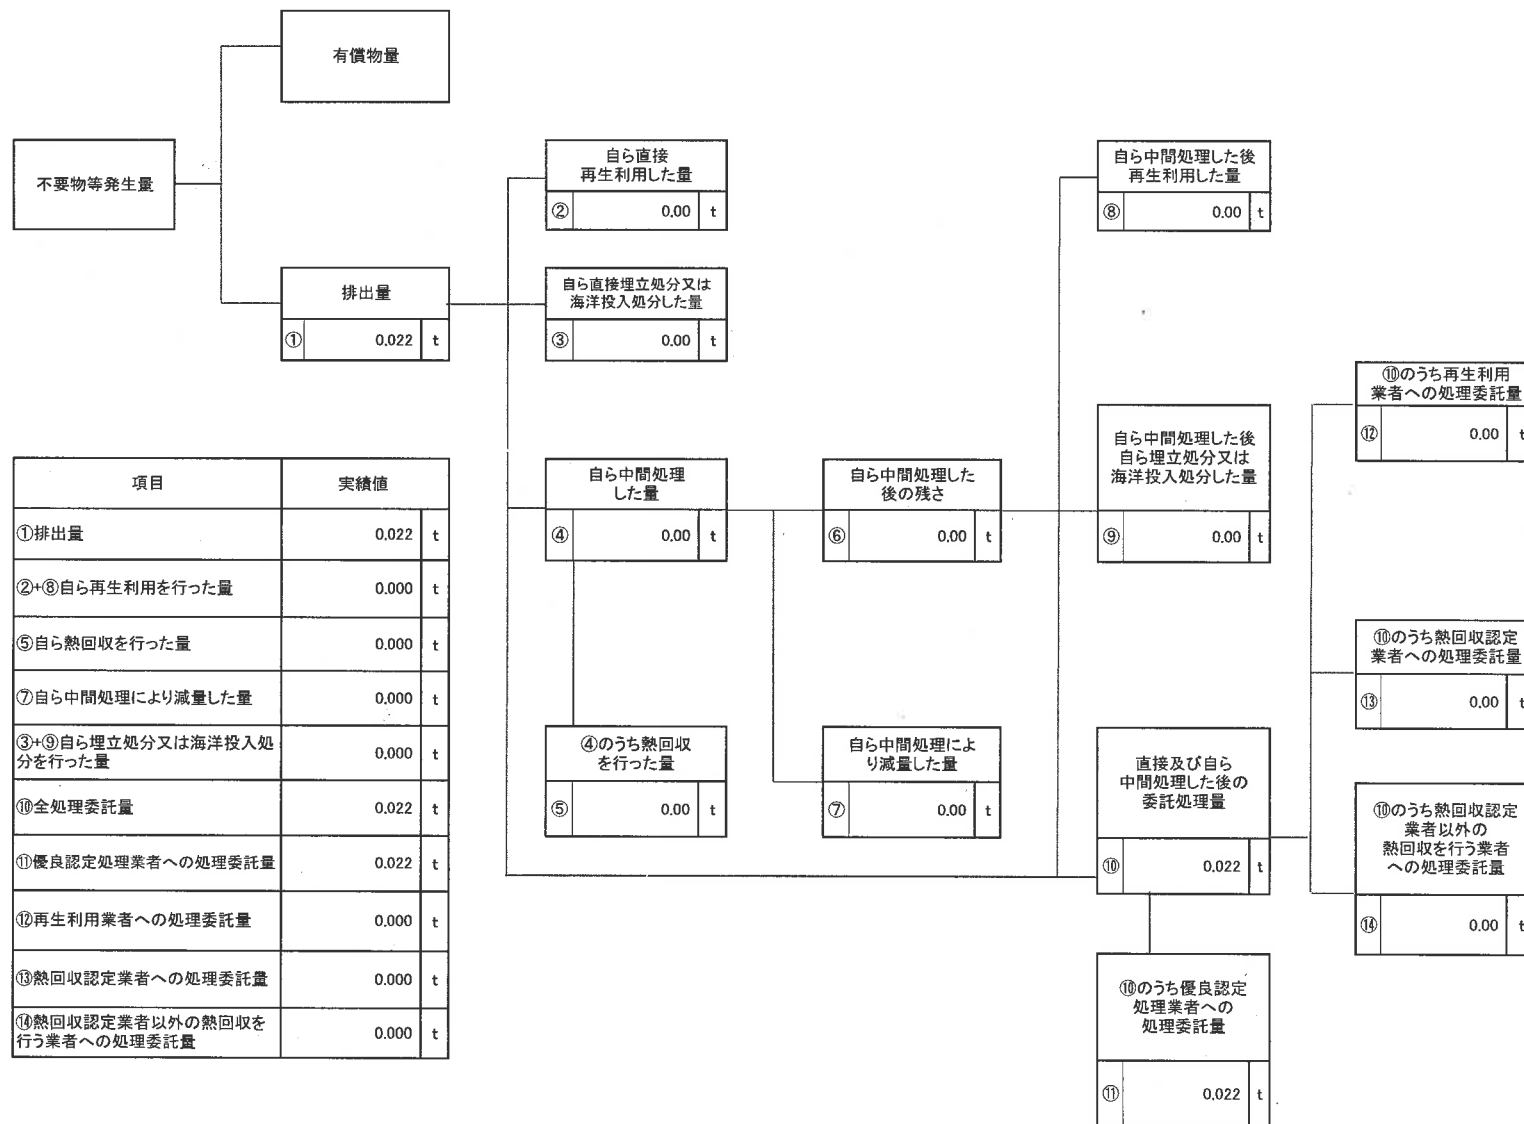 有償物量
不要物等発生量
排出量
① 0.022 t
自ら直接
再生利用した量
② 0.00 t
自ら直接埋立処分又は
海洋投入処分した量
③ 0.00 t
自ら中間処理
した量
④ 0.00 t
④のうち熱回収
を行った量
⑤ 0.00 t
自ら中間処理した
後の残さ
⑥ 0.00 t
自ら中間処理によ
り減量した量
⑦ 0.00 t
自ら中間処理した後
再生利用した量
⑧ 0.00 t
自ら中間処理した後
自ら埋立処分又は
海洋投入処分した量
⑨ 0.00 t
直接及び自ら
中間処理した後の
委託処理量
⑩ 0.022 t
⑩のうち優良認定
処理業者への
処理委託量
⑪ 0.022 t
⑩のうち再生利用
業者への処理委託量
⑫ 0.00 t
⑩のうち熱回収認定
業者への処理委託量
⑬ 0.00 t
⑩のうち熱回収認定
業者以外の
熱回収を行う業者
への処理委託量
⑭ 0.00 t
項目 実績値
①排出量 0.022 t
②+⑧自ら再生利用を行った量 0.000 t
⑤自ら熱回収を行った量 0.000 t
⑦自ら中間処理により減量した量 0.000 t
③+⑨自ら埋立処分又は海洋投入処
分を行った量 0.000 t
⑩全処理委託量 0.022 t
⑪優良認定処理業者への処理委託量 0.022 t
⑫再生利用業者への処理委託量 0.000 t
⑬熱回収認定業者への処理委託量 0.000 t
⑭熱回収認定業者以外の熱回収を
行う業者への処理委託量 0.000 t